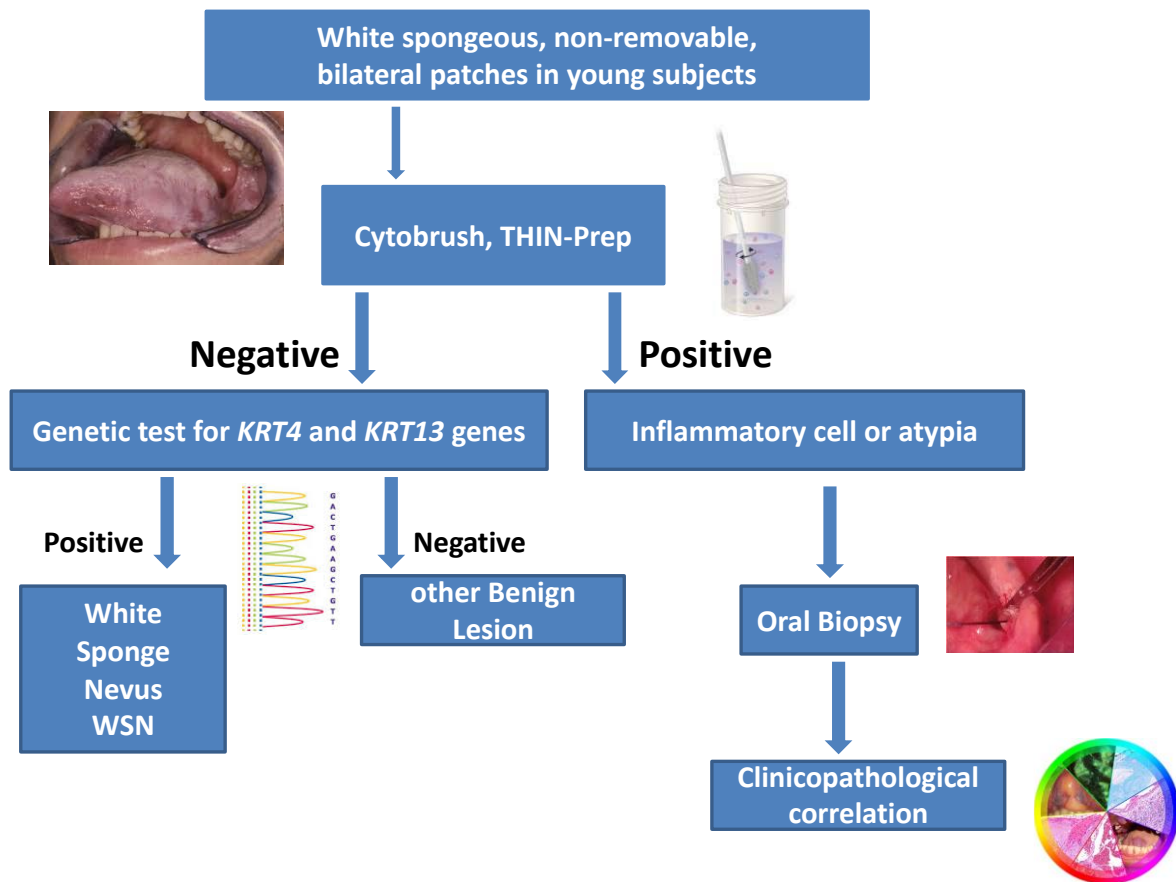 White spongeous, non-removable,
bilateral patches in young subjects
Cytobrush, THIN-Prep
Negative
Positive
Genetic test for KRT4 and KRT13 genes
Inflammatory cell or atypia
Positive
G
A
C
T
G
A
A
G
C
T
G
T
T
Negative
White
Sponge
Nevus
WSN
other Benign
Lesion
Oral Biopsy
Clinicopathological
correlation